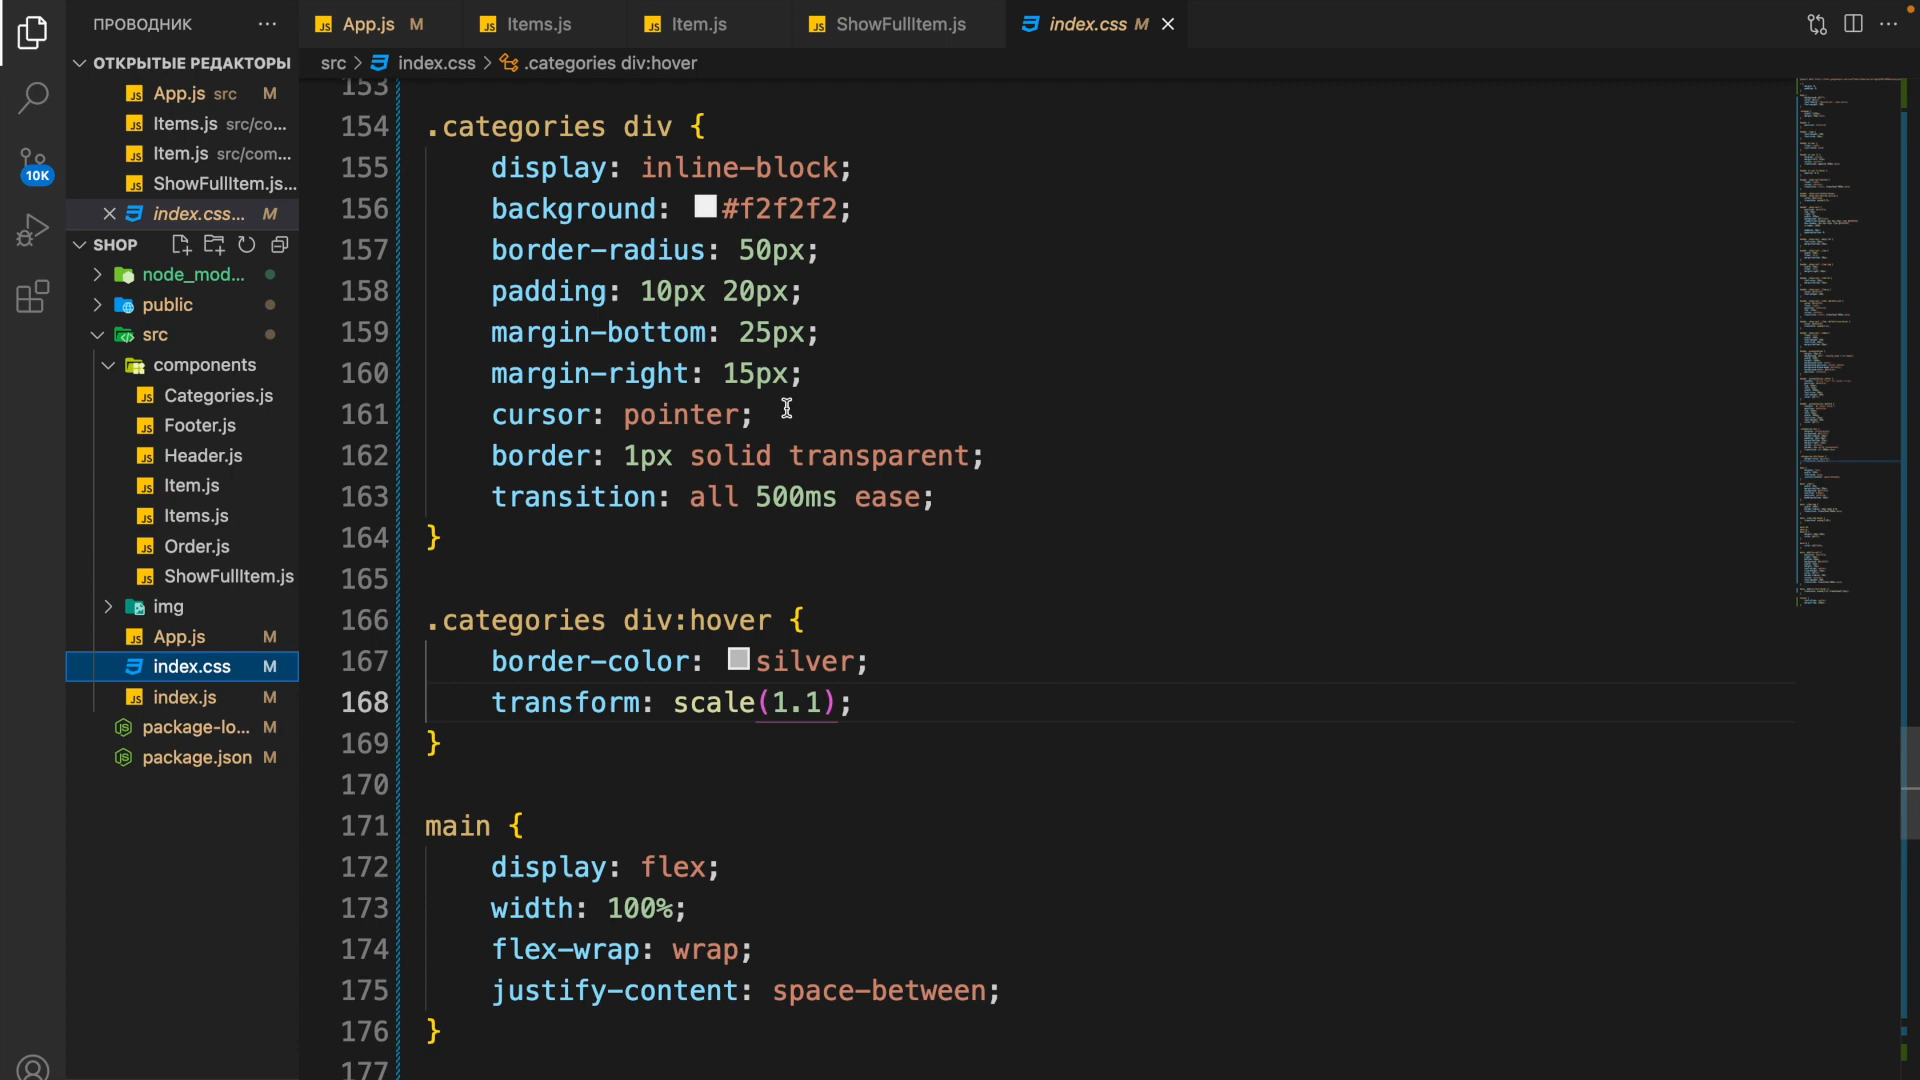 ПРОВОДНИК
App.js M
Items.js
Item.js
ShowFullItem.js
index.css M
ОТКРЫТЫЕ РЕДАКТОРЫ
src > index.css > .categories div:hover
App.js src M
Items.js src/co...
Item.js src/com...
ShowFullItem.js...
index.css... M
10K
SHOP
node_mod...
public
src
components
Categories.js
Footer.js
Header.js
Item.js
Items.js
Order.js
ShowFullItem.js
img
App.js M
index.css M
index.js M
package-lo... M
package.json M
153
154 .categories div {
155 display: inline-block;
156 background: #f2f2f2;
157 border-radius: 50px;
158 padding: 10px 20px;
159 margin-bottom: 25px;
160 margin-right: 15px;
161 cursor: pointer;
162 border: 1px solid transparent;
163 transition: all 500ms ease;
164 }
165
166 .categories div:hover {
167 border-color: silver;
168 transform: scale(1.1);
169 }
170
171 main {
172 display: flex;
173 width: 100%;
174 flex-wrap: wrap;
175 justify-content: space-between;
176 }
177